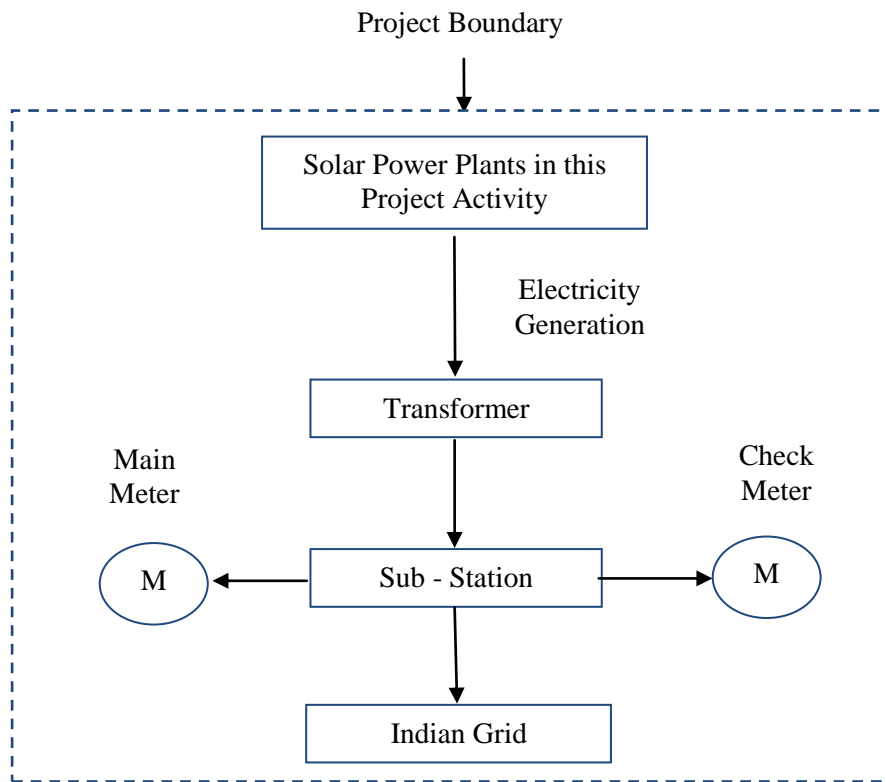 Project Boundary
Solar Power Plants in this
Project Activity
Electricity
Generation
Transformer
Main
Meter
Check
Meter
M
Sub - Station
M
Indian Grid